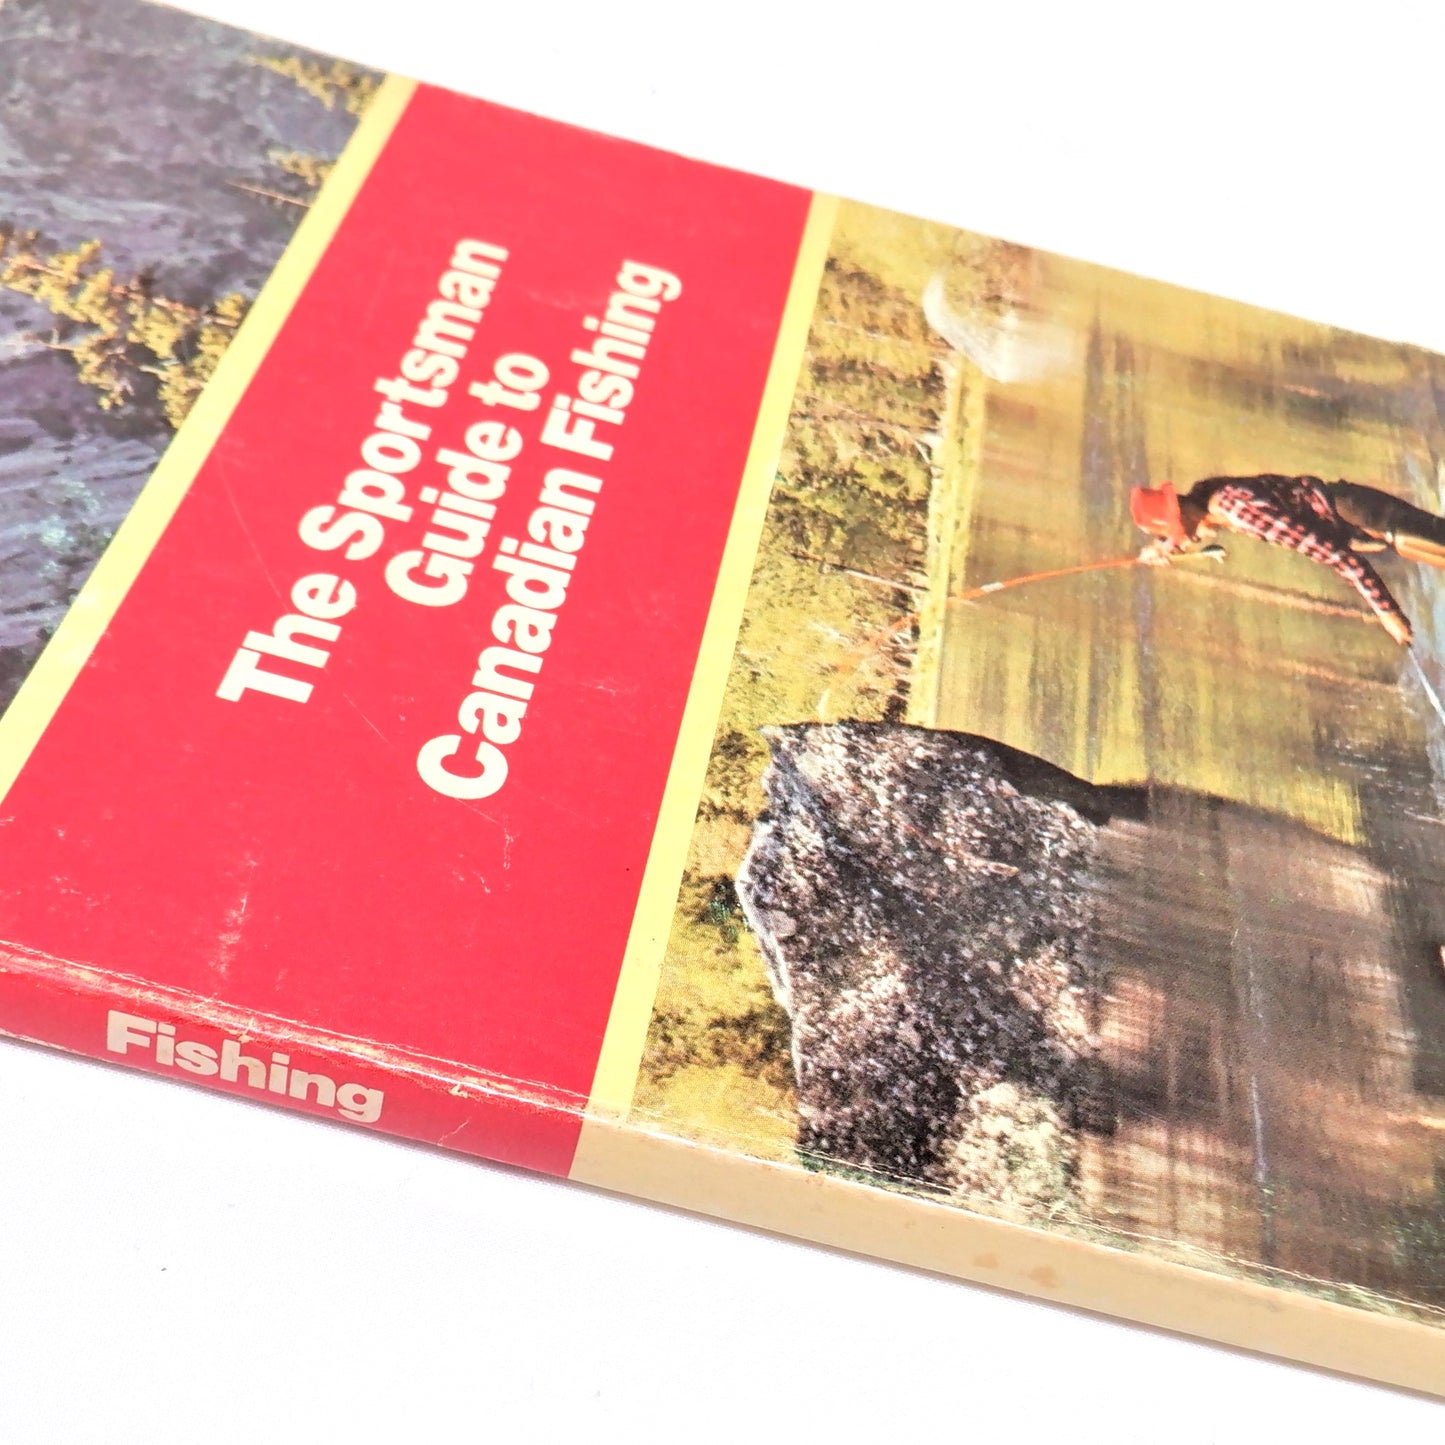 The Sportsman
Guide to
Canadian Fishing
Fishing